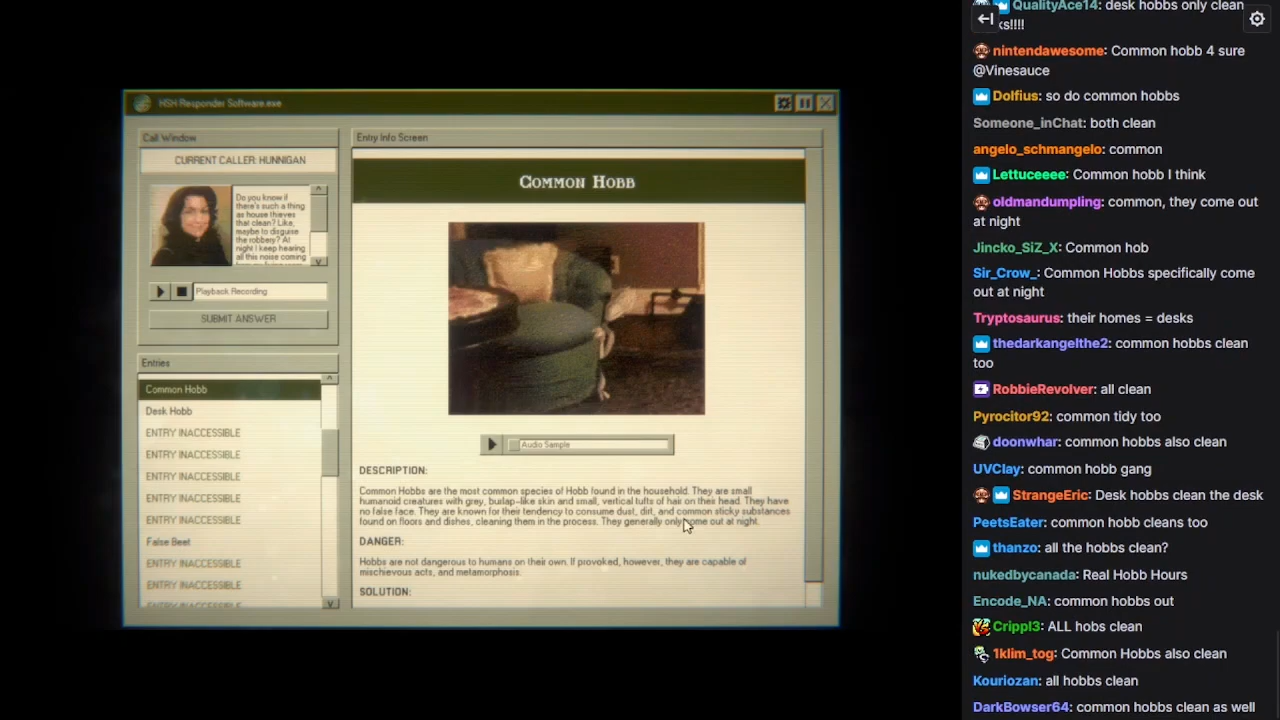 HSH Responder Software.exe
Call Window
CURRENT CALLER: HUNNIGAN
Do you know if
there's such a thing
as house thieves
that clean? Like,
maybe to disguise
the robbery? At
night I keep hearing
all this noise coming
Playback Recording
SUBMIT ANSWER
Entries
Common Hobb
Desk Hobb
ENTRY INACCESSIBLE
ENTRY INACCESSIBLE
ENTRY INACCESSIBLE
ENTRY INACCESSIBLE
ENTRY INACCESSIBLE
False Beet
ENTRY INACCESSIBLE
ENTRY INACCESSIBLE
ENTRY INACCESSIBLE
Entry Info Screen
COMMON HOBB
Audio Sample
DESCRIPTION:
Common Hobbs are the most common species of Hobb found in the household. They are small
humanoid creatures with grey, burlap-like skin and small, vertical tufts of hair on their head. They have
no false face. They are known for their tendency to consume dust, dirt, and common sticky substances
found on floors and dishes, cleaning them in the process. They generally only come out at night.
DANGER:
Hobbs are not dangerous to humans on their own. If provoked, however, they are capable of
mischievous acts, and metamorphosis.
SOLUTION:
QualityAce14: desk hobbs only clean
ks!!!!
nintendawesome: Common hobb 4 sure
@Vinesauce
Dolfius: so do common hobbs
Someone_inChat: both clean
angelo_schmangelo: common
Lettuceeee: Common hobb I think
oldmandumpling: common, they come out
at night
Jincko_SiZ_X: Common hob
Sir_Crow_: Common Hobbs specifically come
out at night
Tryptosaurus: their homes = desks
thedarkangelthe2: common hobbs clean
too
RobbieRevolver: all clean
Pyrocitor92: common tidy too
doonwhar: common hobbs also clean
UVClay: common hobb gang
StrangeEric: Desk hobbs clean the desk
PeetsEater: common hob cleans too
thanzo: all the hobbs clean?
nukedbycanada: Real Hobb Hours
Encode_NA: common hobbs out
Crippl3: ALL hobs clean
1klim_tog: Common Hobbs also clean
Kouriozan: all hobbs clean
DarkBowser64: common hobbs clean as well